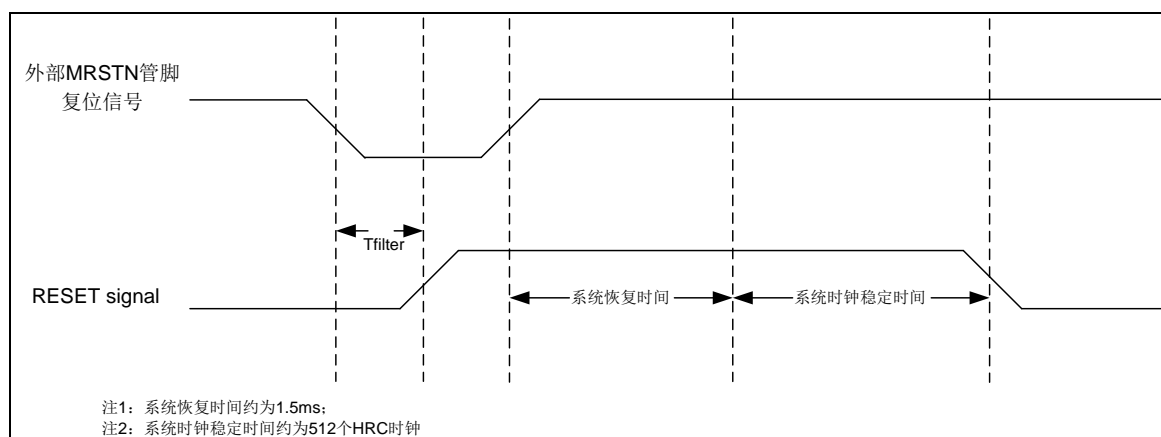 外部MRSTN管脚
复位信号
Tfilter
RESET signal
系统恢复时间
系统时钟稳定时间
注1：系统恢复时间约为1.5ms；
注2：系统时钟稳定时间约为512个HRC时钟